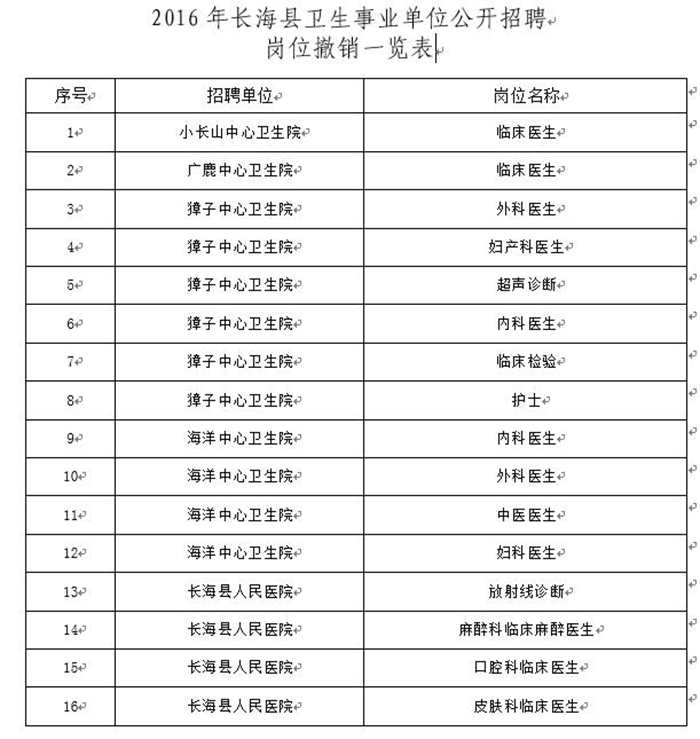 2016年长海县卫生事业单位公开招聘
岗位撤销一览表
序号 招聘单位 岗位名称
1 小长山中心卫生院 临床医生
2 广鹿中心卫生院 临床医生
3 獐子中心卫生院 外科医生
4 獐子中心卫生院 妇产科医生
5 獐子中心卫生院 超声诊断
6 獐子中心卫生院 内科医生
7 獐子中心卫生院 临床检验
8 獐子中心卫生院 护士
9 海洋中心卫生院 内科医生
10 海洋中心卫生院 外科医生
11 海洋中心卫生院 中医医生
12 海洋中心卫生院 妇科医生
13 长海县人民医院 放射线诊断
14 长海县人民医院 麻醉科临床麻醉医生
15 长海县人民医院 口腔科临床医生
16 长海县人民医院 皮肤科临床医生